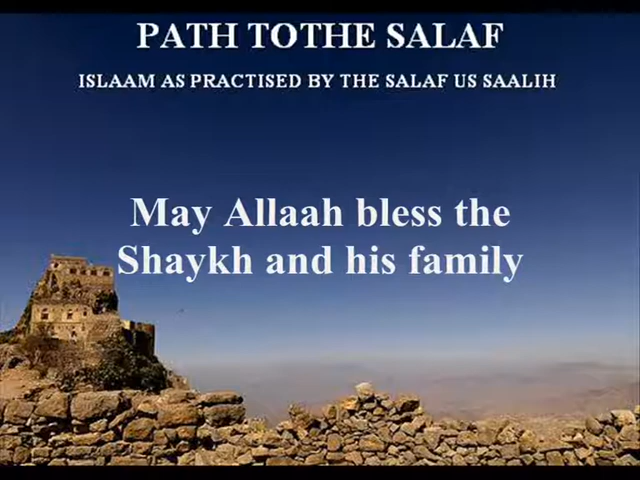 PATH TOTHE SALAF
ISLAAM AS PRACTISED BY THE SALAF US SAALIH
May Allaah bless the
Shaykh and his family